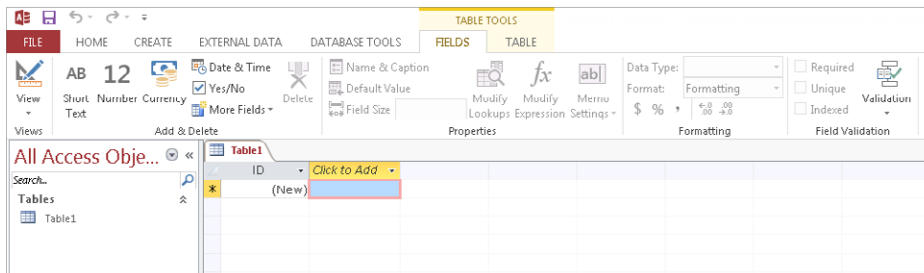 TABLE TOOLS
FILE HOME CREATE EXTERNAL DATA DATABASE TOOLS FIELDS TABLE
AB 12 Date & Time Name & Caption fx ab| Data Type: Required
View Short Text Number Currency Yes/No Delete Default Value Modify Lookups Modify Expression Memo Settings Format: Formatting Unique Validation
More Fields Field Size $ % , Indexed
Views Add & Delete Properties Formatting Field Validation
All Access Obje... «
Table1
ID Click to Add
Search...
* (New)
Tables
Table1